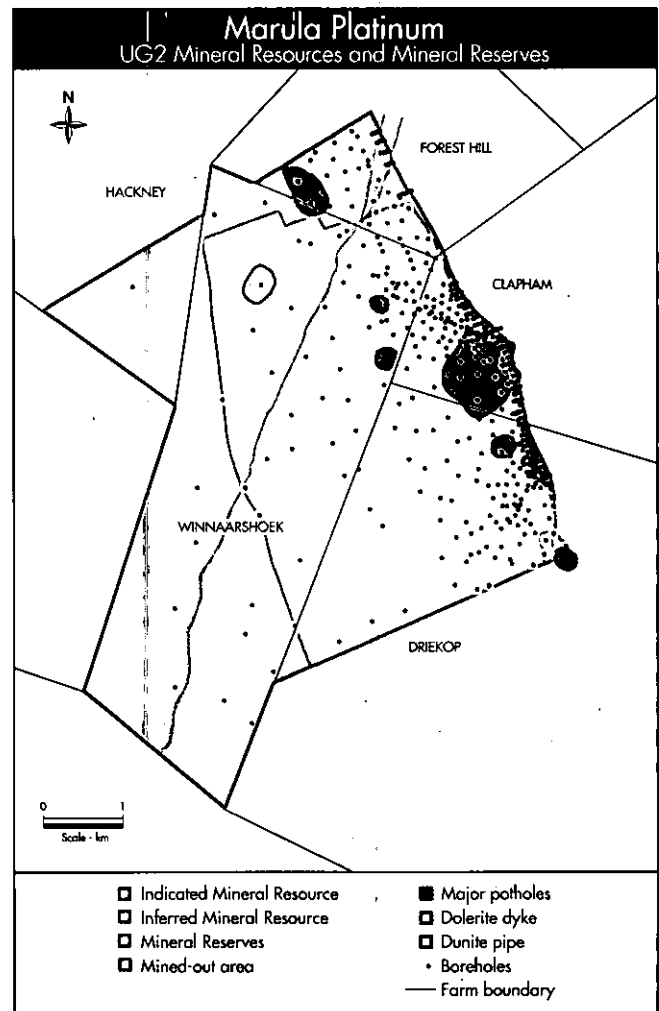 Marula Platinum
UG2 Mineral Resources and Mineral Reserves
N
FOREST HILL
HACKNEY
CLAPHAM
WINNAARSHOEK
DRIEKOP
0 1
Scale - km
Indicated Mineral Resource
Inferred Mineral Resource
Mineral Reserves
Mined-out area
Major potholes
Dolerite dyke
Dunite pipe
Boreholes
Farm boundary